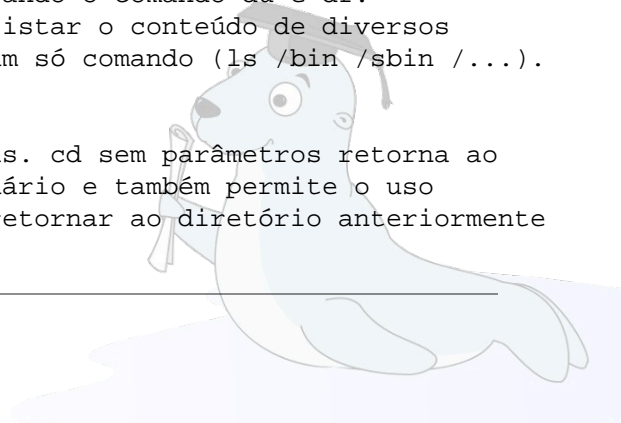 istar o conteúdo de diversos
m só comando (ls /bin /sbin /...).
s. cd sem parâmetros retorna ao
ário e também permite o uso
retornar ao diretório anteriormente